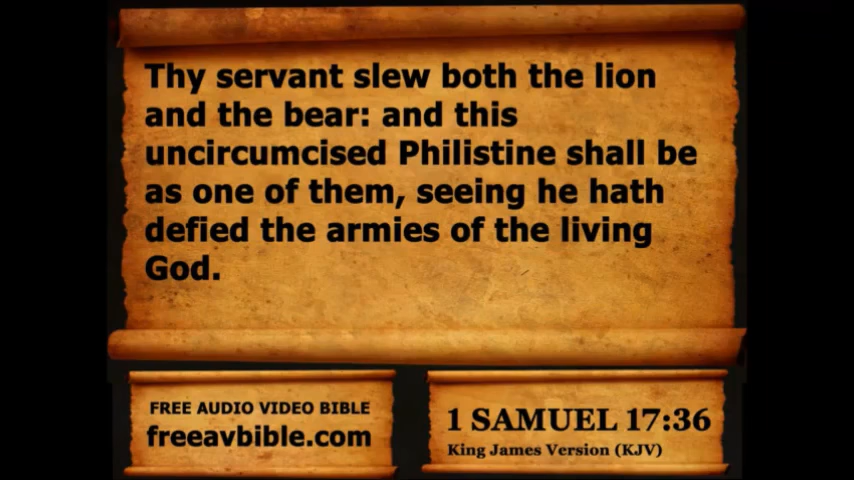 Thy servant slew both the lion
and the bear: and this
uncircumcised Philistine shall be
as one of them, seeing he hath
defied the armies of the living
God.
FREE AUDIO VIDEO BIBLE
freeavbible.com
1 SAMUEL 17:36
King James Version (KJV)